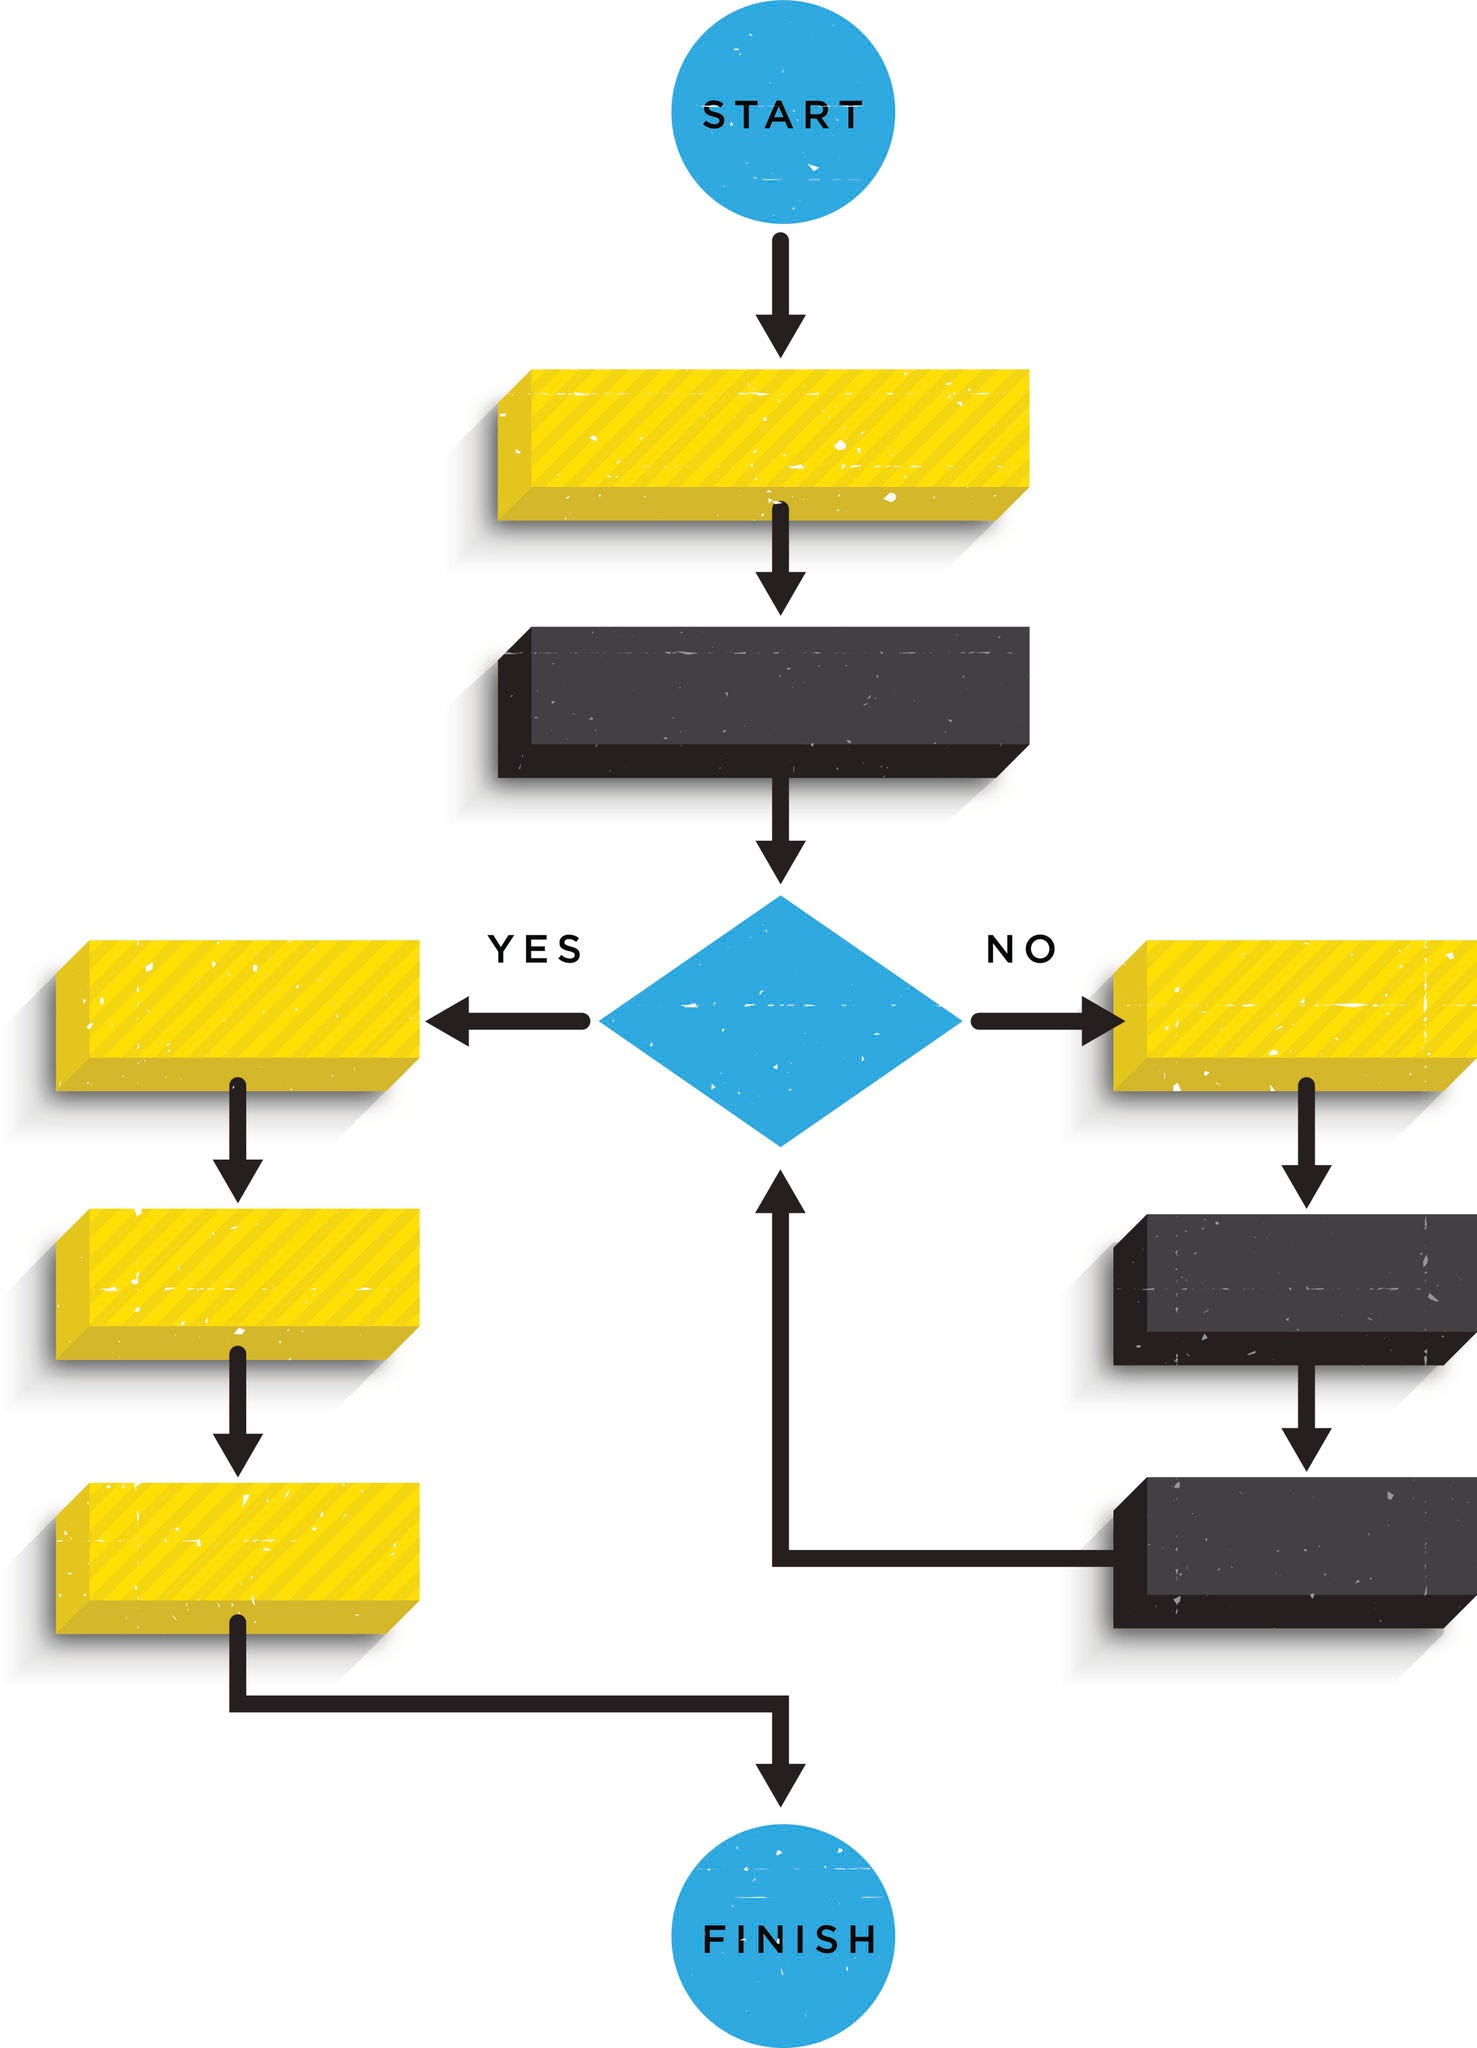 START
YES
NO
FINISH